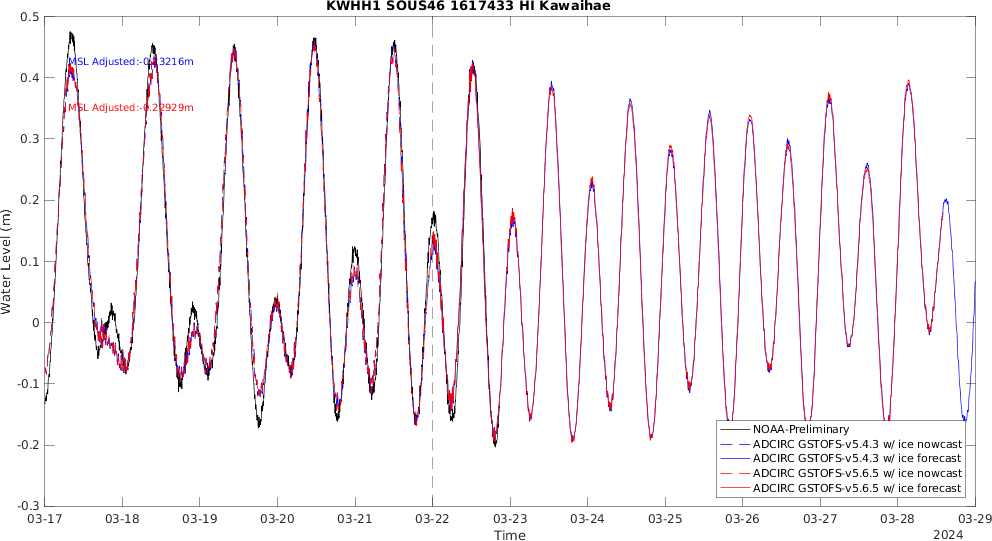 KWHH1 SOUS46 1617433 HI Kawaihae
0.5
0.4
0.3
0.2
0.1
0
-0.1
-0.2
-0.3
Water Level (m)
MSL Adjusted:-0.13216m
MSL Adjusted:-0.22929m
NOAA-Preliminary
ADCIRC GSTOFS-v5.4.3 w/ ice nowcast
ADCIRC GSTOFS-v5.4.3 w/ ice forecast
ADCIRC GSTOFS-v5.6.5 w/ ice nowcast
ADCIRC GSTOFS-v5.6.5 w/ ice forecast
03-17 03-18 03-19 03-20 03-21 03-22 03-23 03-24 03-25 03-26 03-27 03-28 03-29
Time
2024